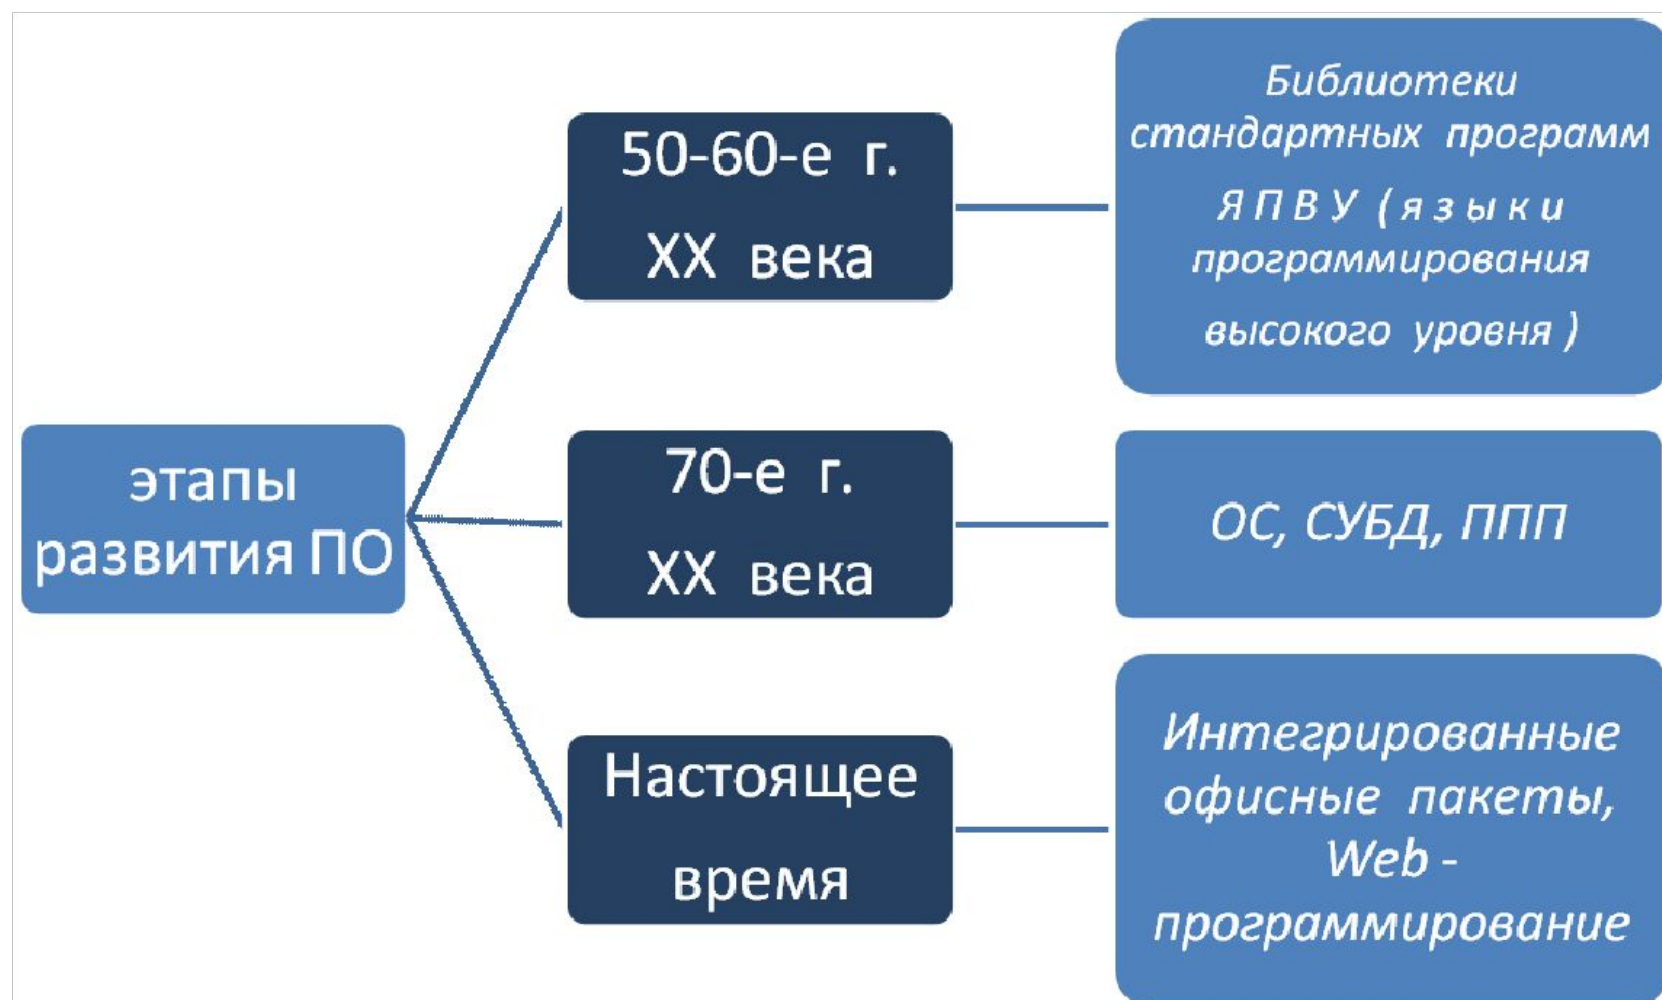 этапы
развития ПО
50-60-е г.
XX века
Библиотеки
стандартных программ
Я П В У ( я з ы к и
программирования
высокого уровня )
70-е г.
XX века
ОС, СУБД, ППП
Настоящее
время
Интегрированные
офисные пакеты,
Web -
программирование